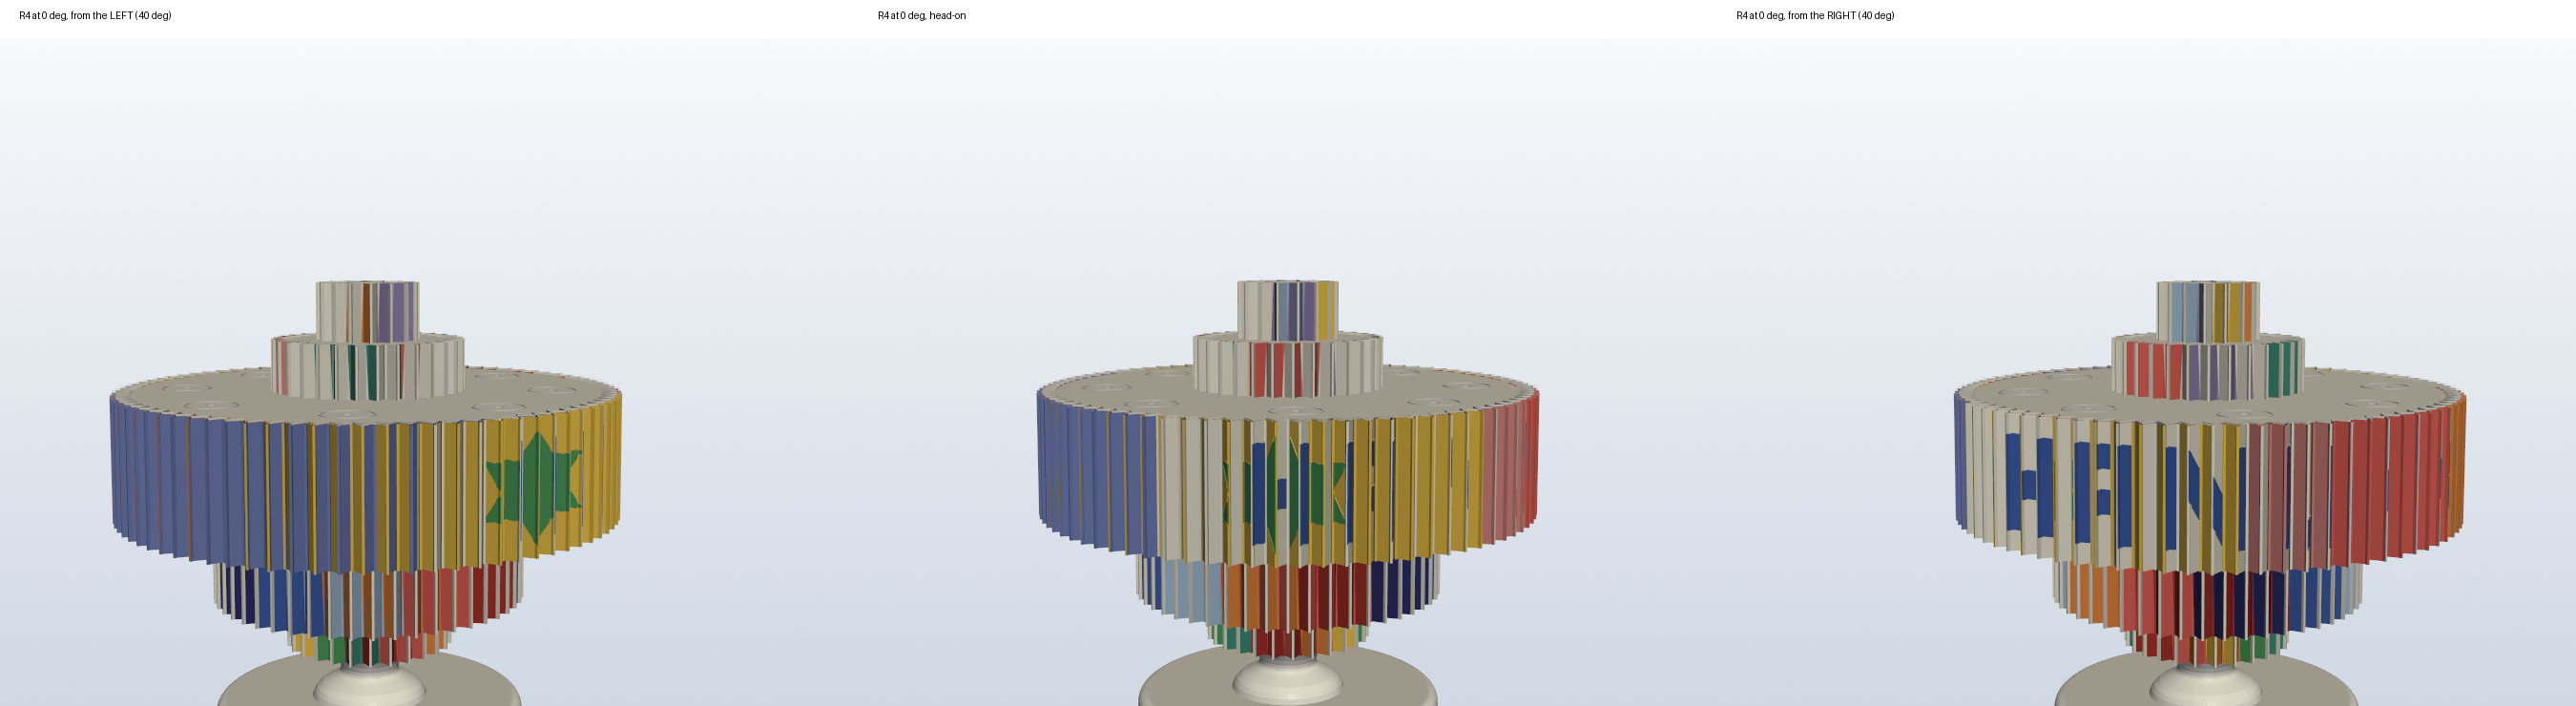 R4 at 0 deg, from the LEFT (40 deg)
R4 at 0 deg, head-on
R4 at 0 deg, from the RIGHT (40 deg)